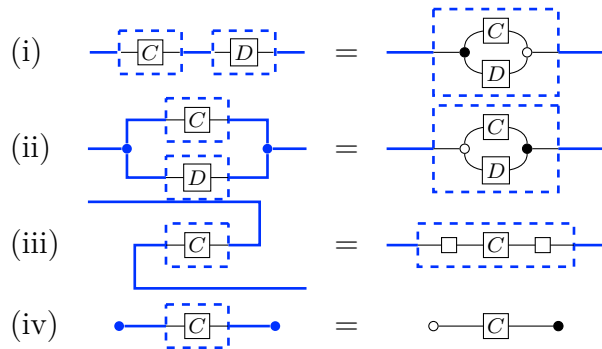 (i) C D = C D
(ii) C D = C D
(iii) C = C
(iv) C = C